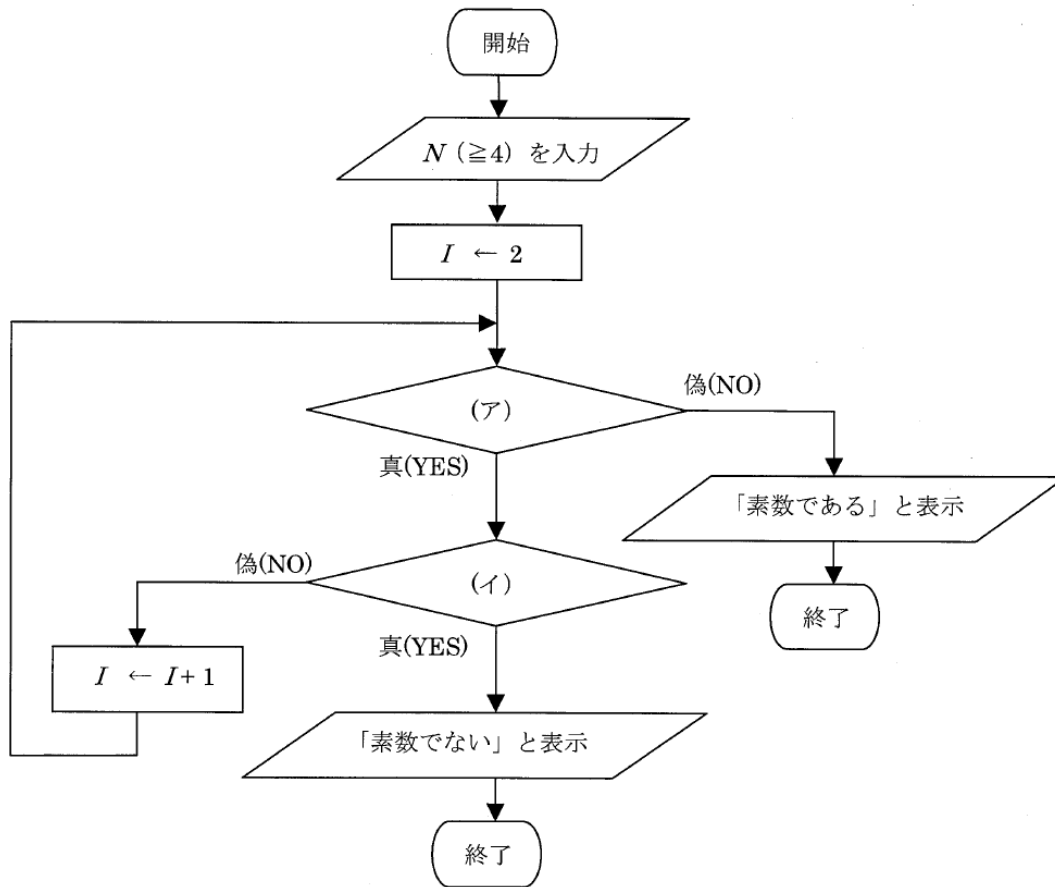 開始
N (≧4) を入力
I ← 2
(ア)
偽(NO)
真(YES)
「素数である」と表示
終了
(イ)
偽(NO)
真(YES)
I ← I+1
「素数でない」と表示
終了